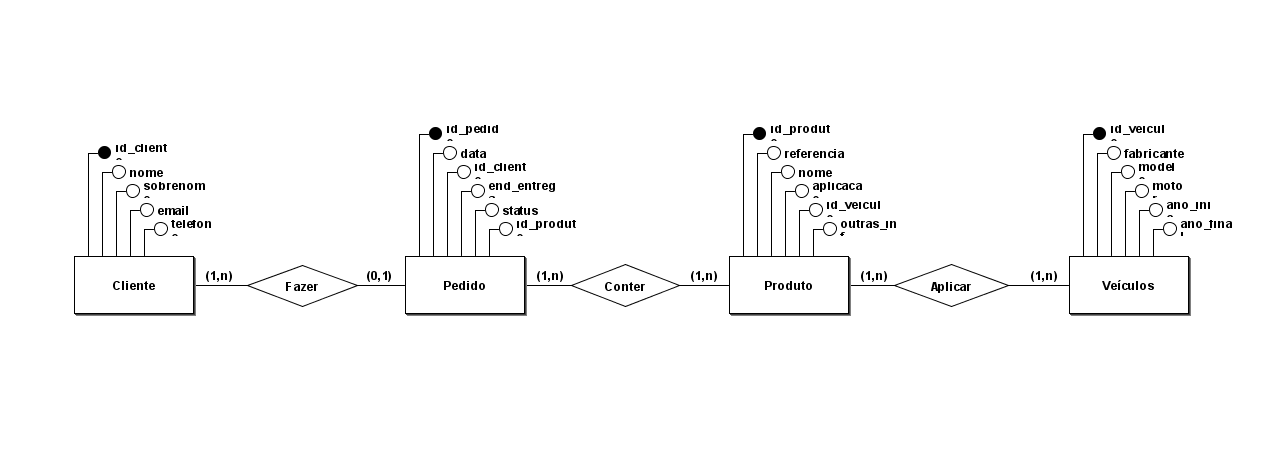 id_client
o
nome
sobrenom
e
email
telefon
e
id_pedid
o
data
id_client
o
end_entreg
a
status
id_produt
o
id_produt
o
referencia
nome
aplicaca
o
id_veicul
o
outras_in
f
id_veicul
o
fabricante
model
o
moto
r
ano_ini
c
ano_fina
l
Cliente
(1,n)
Fazer
(0,1)
Pedido
(1,n)
Conter
(1,n)
Produto
(1,n)
Aplicar
(1,n)
Veículos